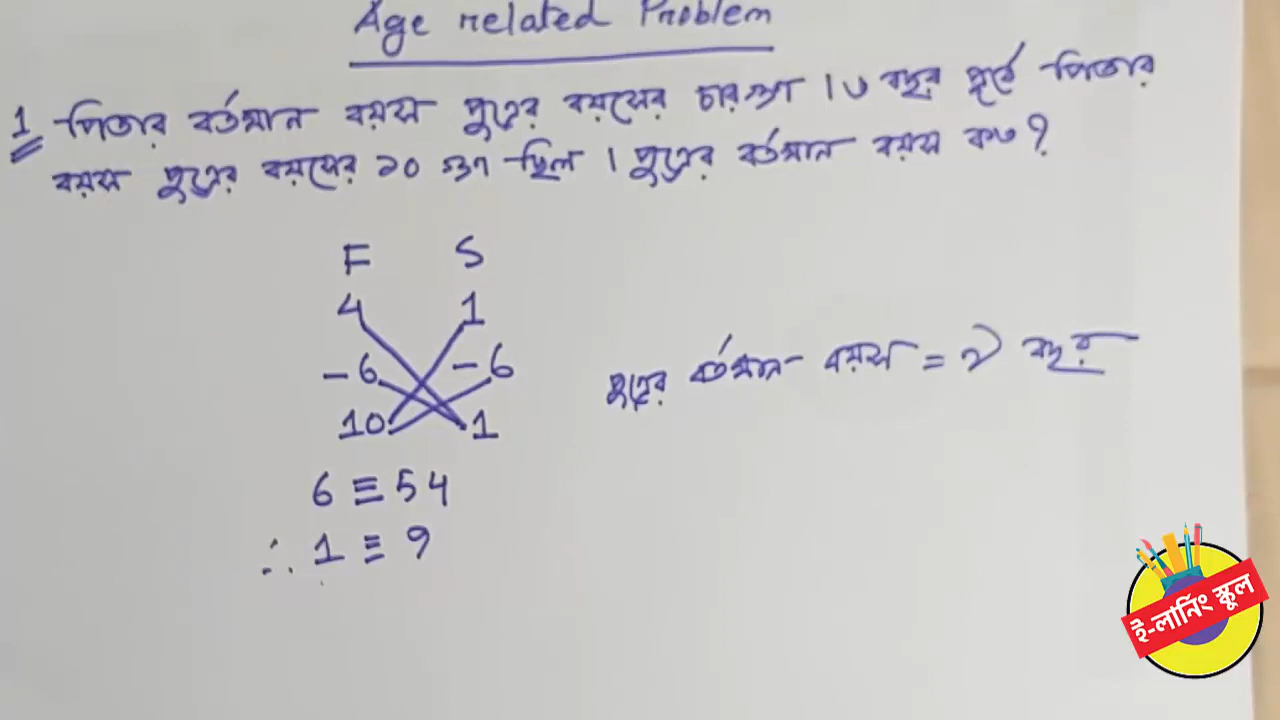 Age related Problem
1 পিতার বর্তমান বয়স পুত্রের বয়সের চারগুণ । ৬ বছর পূর্বে পিতার
বয়স পুত্রের বয়সের ১০ গুণ ছিল । পুত্রের বর্তমান বয়স কত ?
F S
4 1
-6 -6
10 1
6 ≡ 54
∴ 1 ≡ 9
পুত্রের বর্তমান বয়স = ৯ বছর
ই-লার্নিং স্কুল